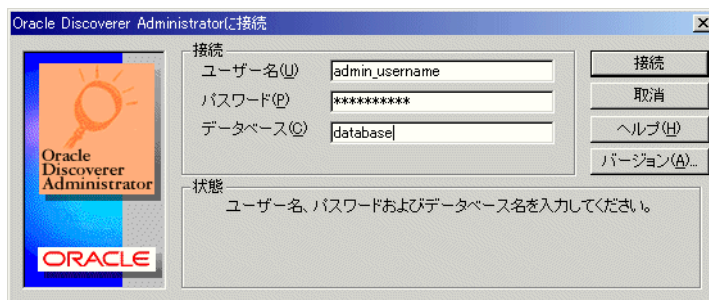 Oracle Discoverer Administratorに接続
接続
ユーザー名(U)
admin_username
パスワード(P)
**********
データベース(C)
database
接続
取消
ヘルプ(H)
バージョン(A)...
Oracle
Discoverer
Administrator
ORACLE
状態
ユーザー名、パスワードおよびデータベース名を入力してください。